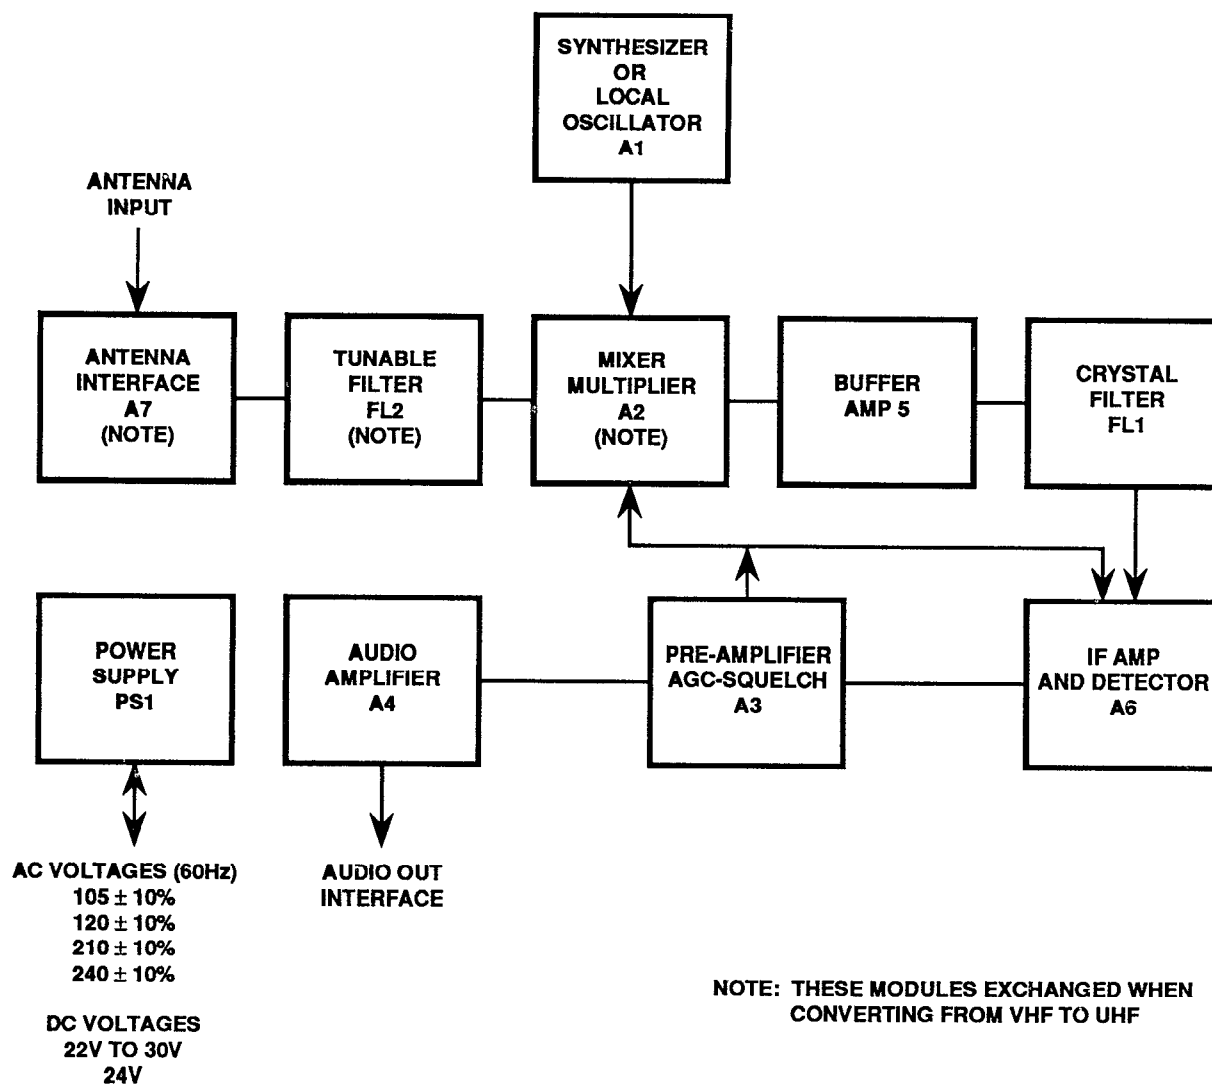 SYNTHESIZER
OR
LOCAL
OSCILLATOR
A1
ANTENNA
INPUT
ANTENNA
INTERFACE
A7
(NOTE)
TUNABLE
FILTER
FL2
(NOTE)
MIXER
MULTIPLIER
A2
(NOTE)
BUFFER
AMP 5
CRYSTAL
FILTER
FL1
POWER
SUPPLY
PS1
AUDIO
AMPLIFIER
A4
PRE-AMPLIFIER
AGC-SQUELCH
A3
IF AMP
AND DETECTOR
A6
AC VOLTAGES (60Hz)
105 ± 10%
120 ± 10%
210 ± 10%
240 ± 10%
DC VOLTAGES
22V TO 30V
24V
AUDIO OUT
INTERFACE
NOTE: THESE MODULES EXCHANGED WHEN
CONVERTING FROM VHF TO UHF